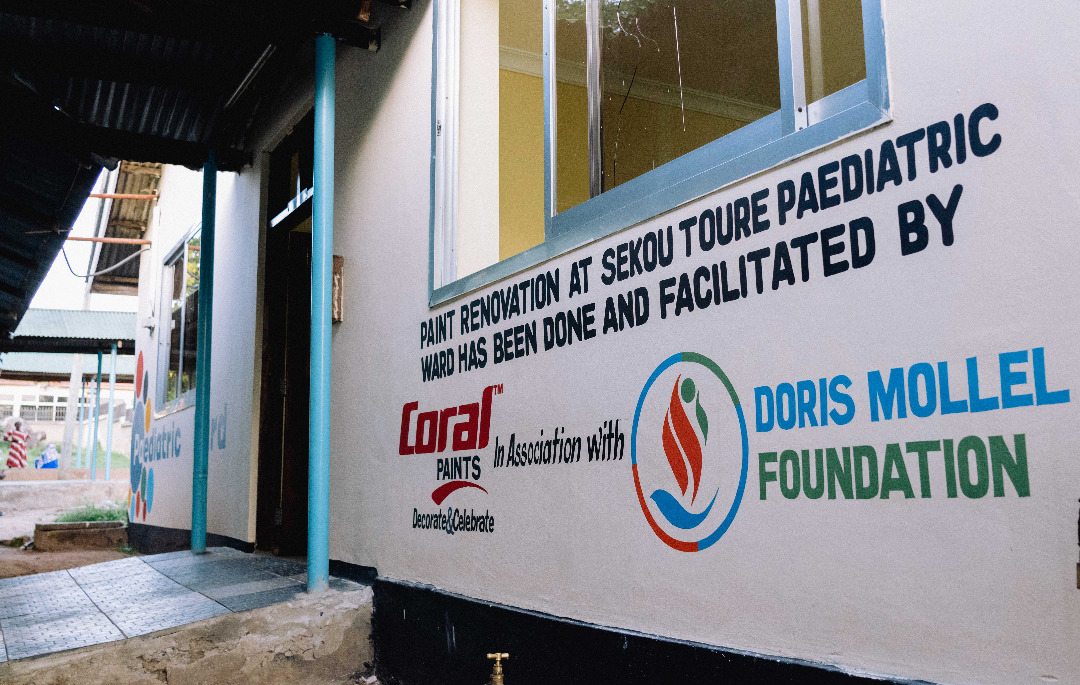 PAINT RENOVATION AT SEKOU TOURE PAEDIATRIC
WARD HAS BEEN DONE AND FACILITATED BY
Coral™
PAINTS
Decorate&Celebrate
In Association with
DORIS MOLLEL
FOUNDATION
Paediatric